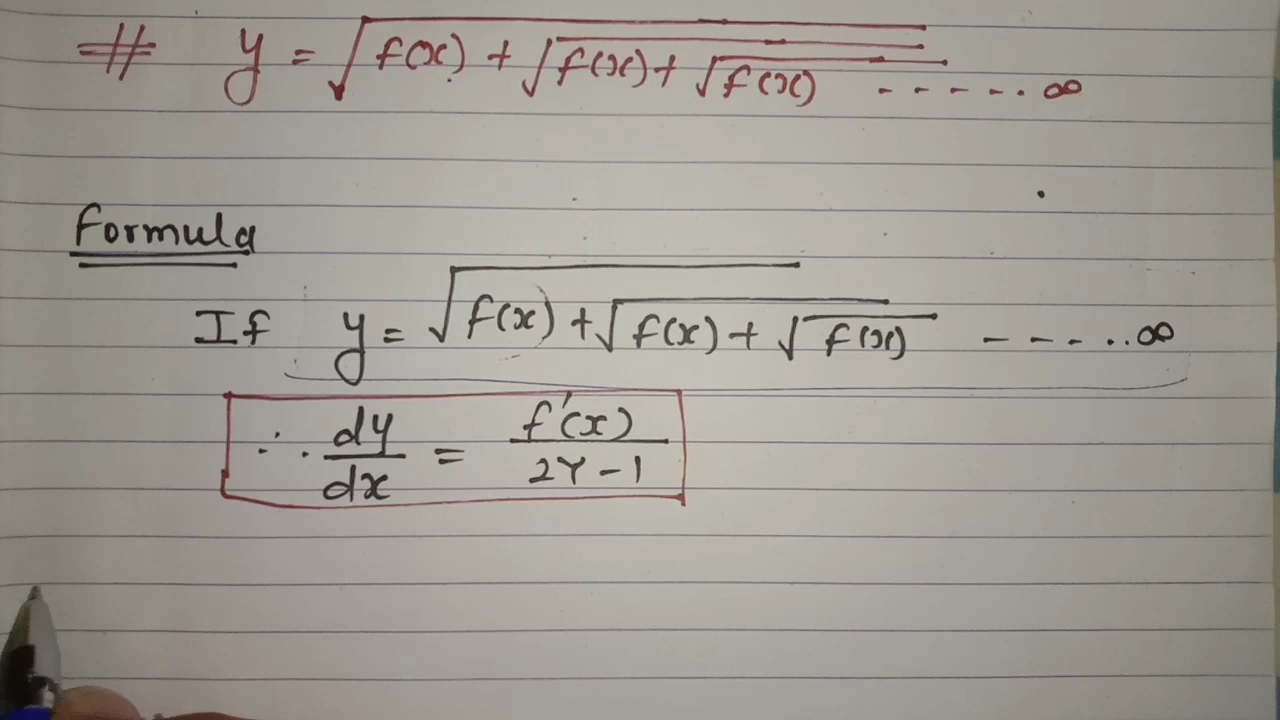 # y = √f(x) + √f(x) + √f(x) - - - - - . ∞
Formula
If y = √f(x) + √f(x) + √f(x) - - - - . . ∞
∴ dy/dx = f'(x)/2Y-1